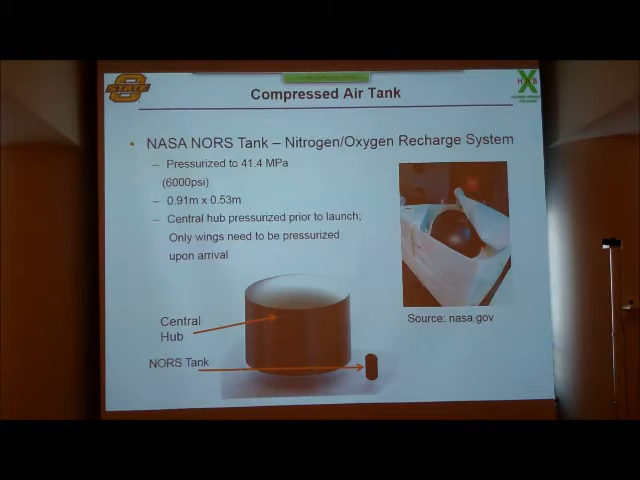 STATE
X
H B
Compressed Air Tank
• NASA NORS Tank – Nitrogen/Oxygen Recharge System
– Pressurized to 41.4 MPa
(6000psi)
– 0.91m x 0.53m
– Central hub pressurized prior to launch;
Only wings need to be pressurized
upon arrival
Central
Hub
NORS Tank
Source: nasa.gov